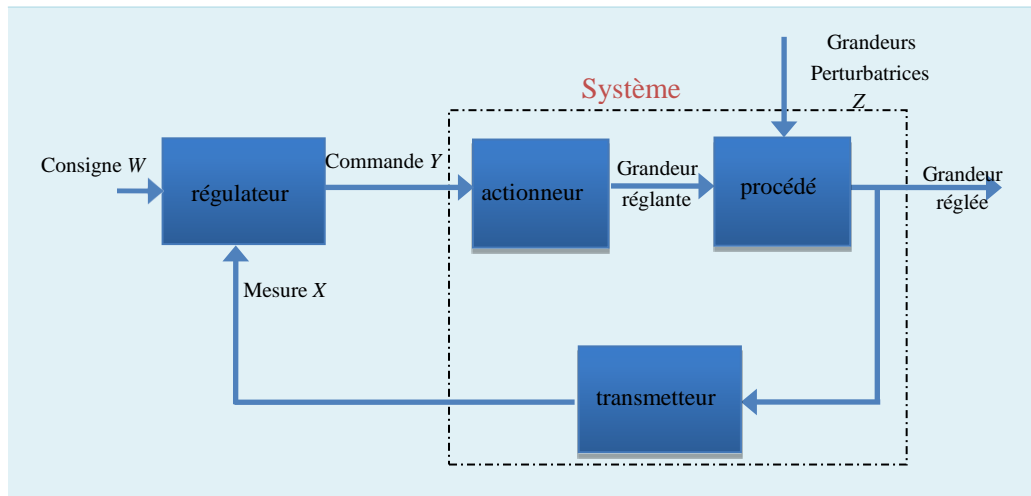 Grandeurs
Perturbatrices
Z
Système
Consigne W
régulateur
Commande Y
actionneur
Grandeur
réglante
procédé
Grandeur
réglée
Mesure X
transmetteur